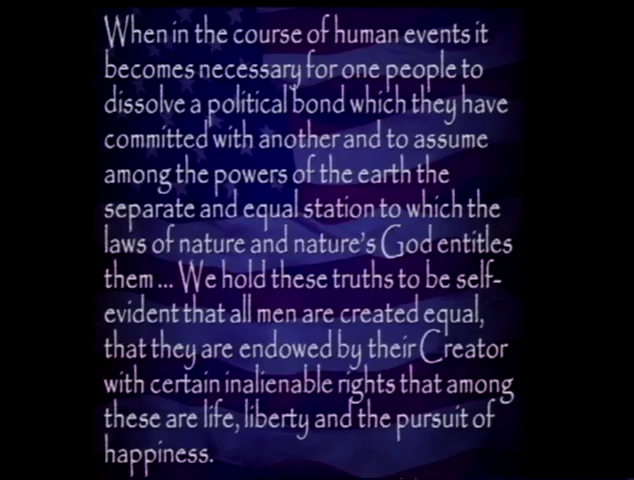 When in the course of human events it
becomes necessary for one people to
dissolve a political bond which they have
committed with another and to assume
among the powers of the earth the
separate and equal station to which the
laws of nature and nature's God entitles
them ... We hold these truths to be self-
evident that all men are created equal,
that they are endowed by their Creator
with certain inalienable rights that among
these are life, liberty and the pursuit of
happiness.